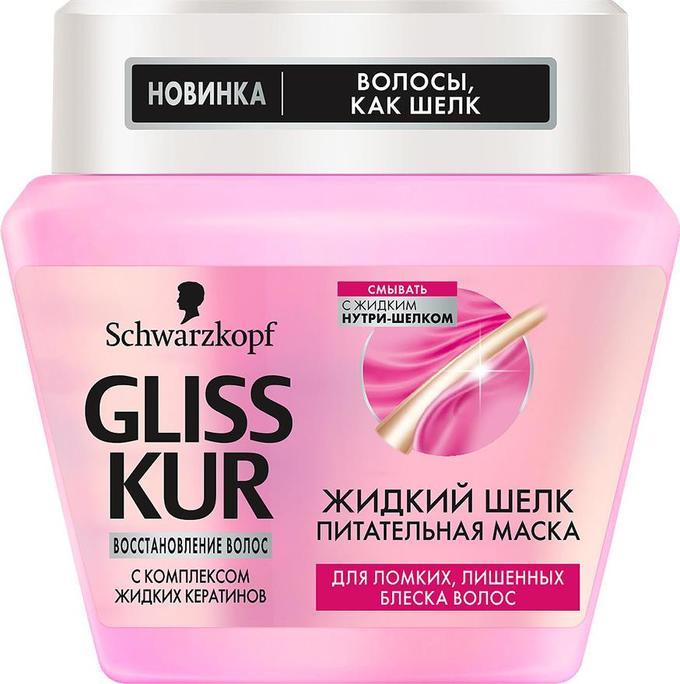 НОВИНКА
ВОЛОСЫ,
КАК ШЕЛК
Schwarzkopf
GLISS
KUR
ВОССТАНОВЛЕНИЕ ВОЛОС
С КОМПЛЕКСОМ
ЖИДКИХ КЕРАТИНОВ
СМЫВАТЬ
С ЖИДКИМ
НУТРИ-ШЕЛКОМ
ЖИДКИЙ ШЕЛК
ПИТАТЕЛЬНАЯ МАСКА
ДЛЯ ЛОМКИХ, ЛИШЕННЫХ
БЛЕСКА ВОЛОС